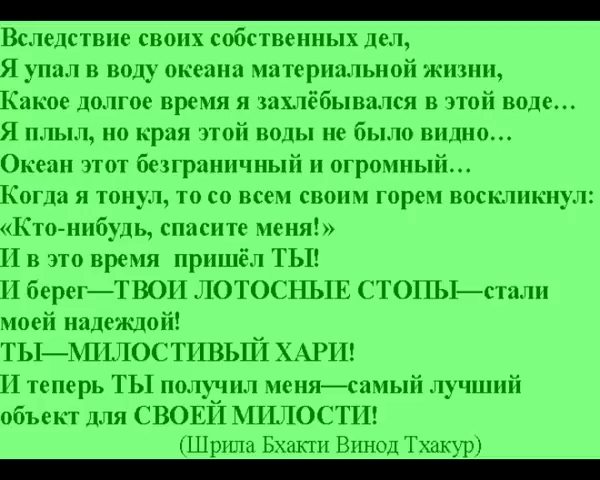 Вследствие своих собственных дел,
Я упал в воду океана материальной жизни,
Какое долгое время я захлёбывался в этой воде…
Я плыл, но края этой воды не было видно…
Океан этот безграничный и огромный…
Когда я тонул, то со всем своим горем воскликнул:
«Кто-нибудь, спасите меня!»
И в это время  пришёл ТЫ!
И берег—ТВОИ ЛОТОСНЫЕ СТОПЫ—стали
моей надеждой!
ТЫ—МИЛОСТИВЫЙ ХАРИ!
И теперь ТЫ получил меня—самый лучший
объект для СВОЕЙ МИЛОСТИ!
(Шрила Бхакти Винод Тхакур)